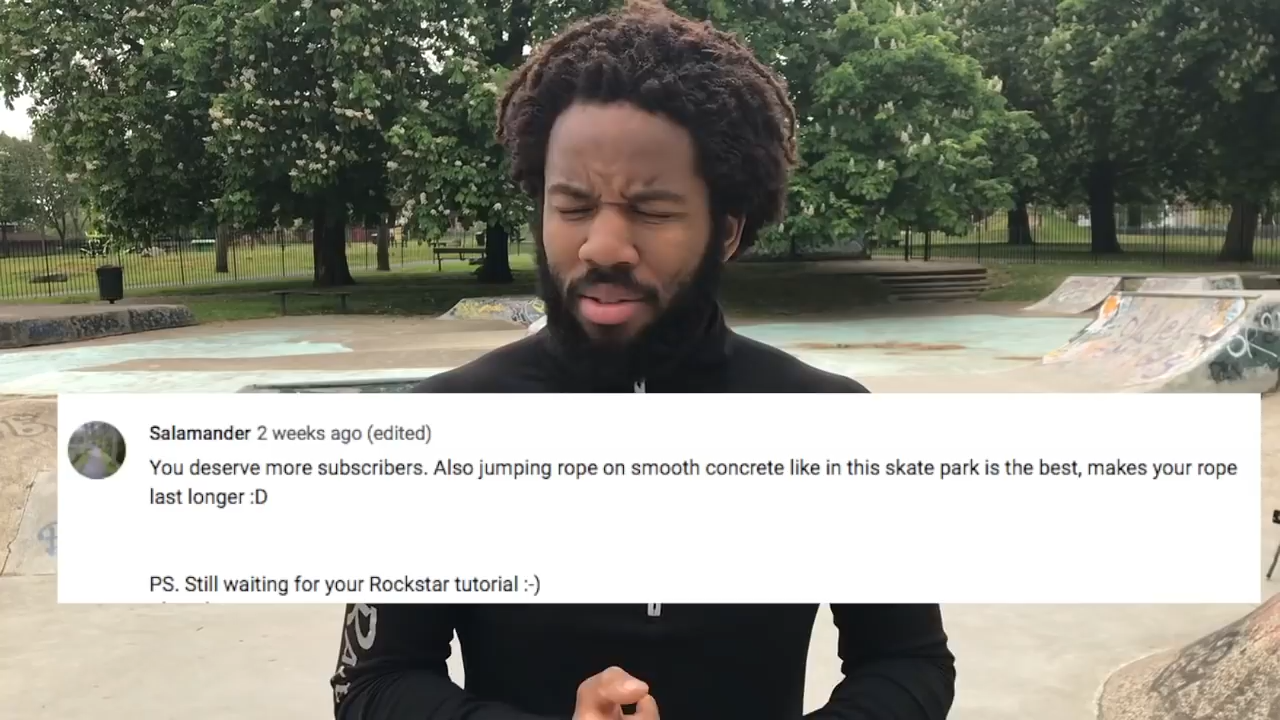 Salamander 2 weeks ago (edited)
You deserve more subscribers. Also jumping rope on smooth concrete like in this skate park is the best, makes your rope
last longer :D
PS. Still waiting for your Rockstar tutorial :-)